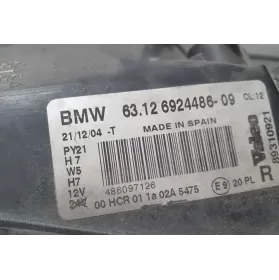 BMW 63.12 6924486-09 CL:12
21/12/04 -T MADE IN SPAIN
PY21
H7
W5
H7
12V 486097126
24V 00 HCR 01 1a 02A 5475 E9 20 PL
Valeo
89310921
R